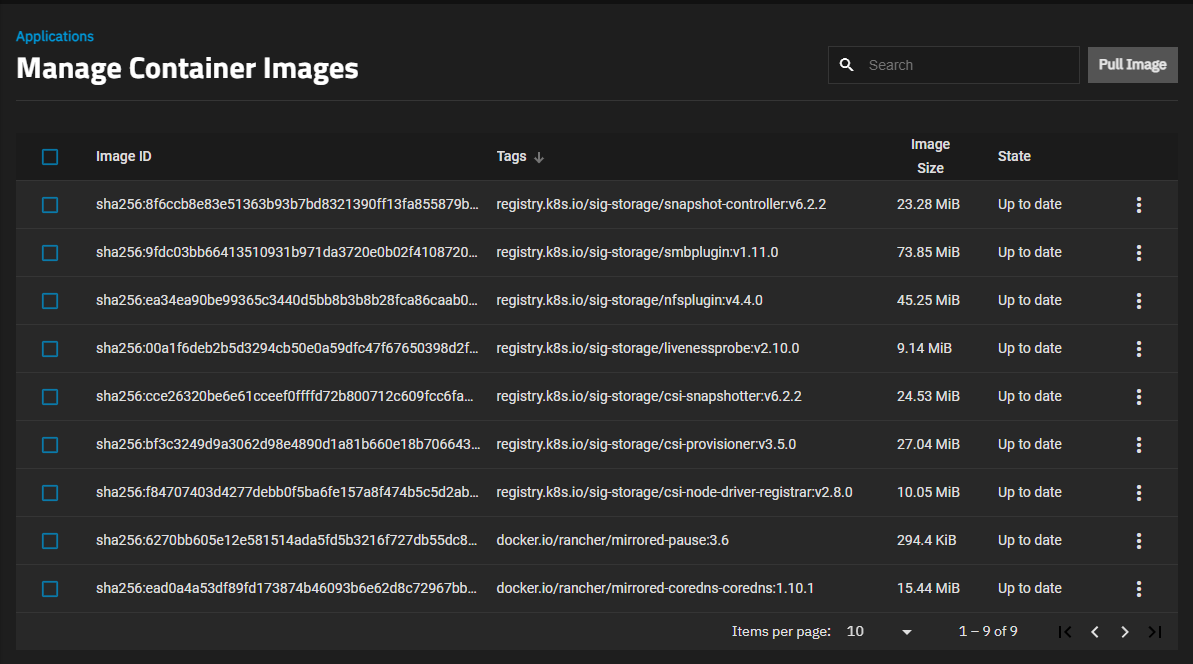 Applications
Manage Container Images
Search
Pull Image
Image ID Tags Image Size State
sha256:8f6ccb8e83e51363b93b7bd8321390ff13fa855879b... registry.k8s.io/sig-storage/snapshot-controller:v6.2.2 23.28 MiB Up to date
sha256:9fdc03bb66413510931b971da3720e0b02f4108720... registry.k8s.io/sig-storage/smbplugin:v1.11.0 73.85 MiB Up to date
sha256:ea34ea90be99365c3440d5bb8b3b8b28fca86caab0... registry.k8s.io/sig-storage/nfsplugin:v4.4.0 45.25 MiB Up to date
sha256:00a1f6deb2b5d3294cb50e0a59dfc47f67650398d2f... registry.k8s.io/sig-storage/livenessprobe:v2.10.0 9.14 MiB Up to date
sha256:cce26320be6e61cceef0ffffd72b800712c609fcc6fa... registry.k8s.io/sig-storage/csi-snapshotter:v6.2.2 24.53 MiB Up to date
sha256:bf3c3249d9a3062d98e4890d1a81b660e18b706643... registry.k8s.io/sig-storage/csi-provisioner:v3.5.0 27.04 MiB Up to date
sha256:f84707403d4277debb0f5ba6fe157a8f474b5c5d2ab... registry.k8s.io/sig-storage/csi-node-driver-registrar:v2.8.0 10.05 MiB Up to date
sha256:6270bb605e12e581514ada5fd5b3216f727db55dc8... docker.io/rancher/mirrored-pause:3.6 294.4 KiB Up to date
sha256:ead0a4a53df89fd173874b46093b6e62d8c72967bb... docker.io/rancher/mirrored-coredns-coredns:1.10.1 15.44 MiB Up to date
Items per page: 10 1 – 9 of 9